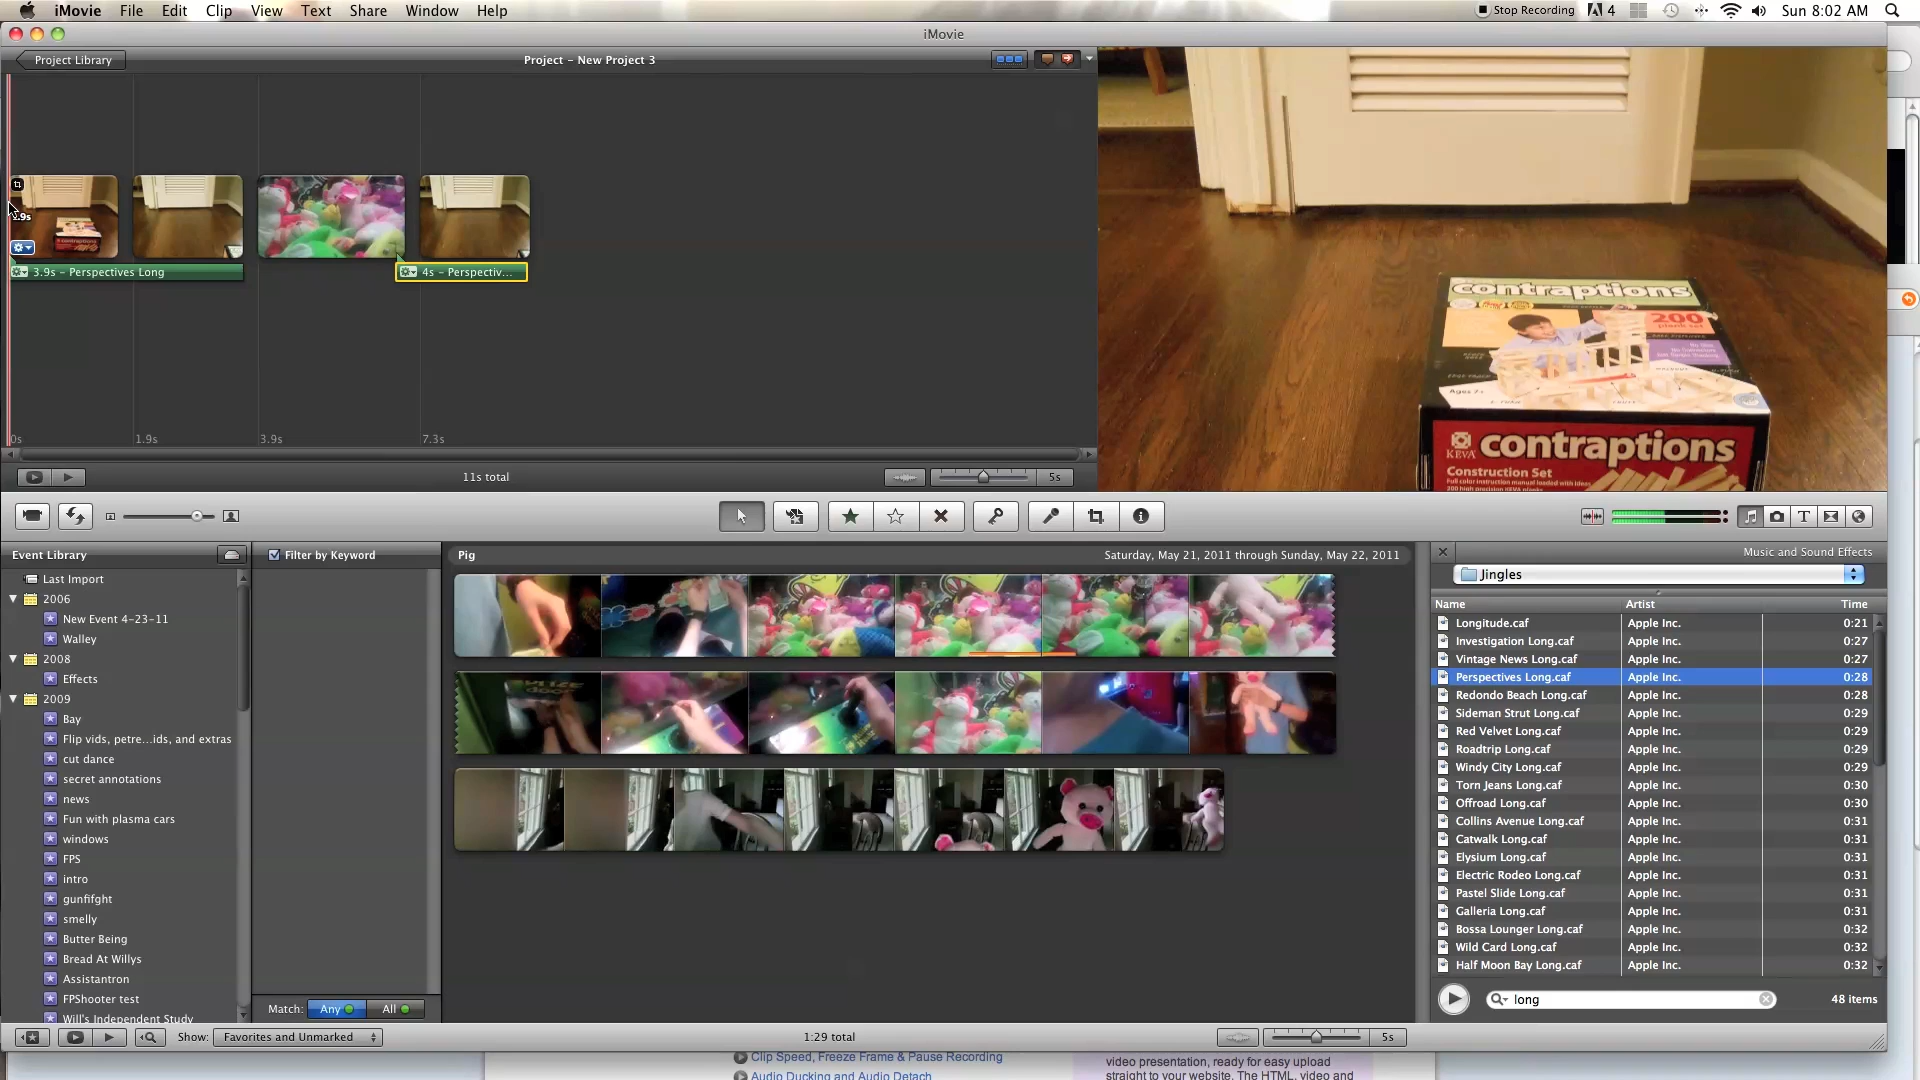 iMovie File Edit Clip View Text Share Window Help
Stop Recording 4 Sun 8:02 AM
iMovie
Project Library
Project – New Project 3
3.9s – Perspectives Long
4s – Perspectiv...
0s 1.9s 3.9s 7.3s
11s total
5s
contraptions
200
contraptions
KEVA
Construction Set
Event Library
Last Import
2006
New Event 4-23-11
Walley
2008
Effects
2009
Bay
Flip vids, petre...ids, and extras
cut dance
secret annotations
news
Fun with plasma cars
windows
FPS
intro
gunfifght
smelly
Butter Being
Bread At Willys
Assistantron
FPShooter test
Will's Independent Study
Filter by Keyword
Match: Any All
Pig
Saturday, May 21, 2011 through Sunday, May 22, 2011
Music and Sound Effects
Jingles
Name Artist Time
Longitude.caf Apple Inc. 0:21
Investigation Long.caf Apple Inc. 0:27
Vintage News Long.caf Apple Inc. 0:27
Perspectives Long.caf Apple Inc. 0:28
Redondo Beach Long.caf Apple Inc. 0:28
Sideman Strut Long.caf Apple Inc. 0:29
Red Velvet Long.caf Apple Inc. 0:29
Roadtrip Long.caf Apple Inc. 0:29
Windy City Long.caf Apple Inc. 0:29
Torn Jeans Long.caf Apple Inc. 0:30
Offroad Long.caf Apple Inc. 0:30
Collins Avenue Long.caf Apple Inc. 0:31
Catwalk Long.caf Apple Inc. 0:31
Elysium Long.caf Apple Inc. 0:31
Electric Rodeo Long.caf Apple Inc. 0:31
Pastel Slide Long.caf Apple Inc. 0:31
Galleria Long.caf Apple Inc. 0:31
Bossa Lounger Long.caf Apple Inc. 0:32
Wild Card Long.caf Apple Inc. 0:32
Half Moon Bay Long.caf Apple Inc. 0:32
long
48 items
Show: Favorites and Unmarked
1:29 total
5s
Clip Speed, Freeze Frame & Pause Recording
Audio Ducking and Audio Detach
video presentation, ready for easy upload
straight to your website. The HTML, video and